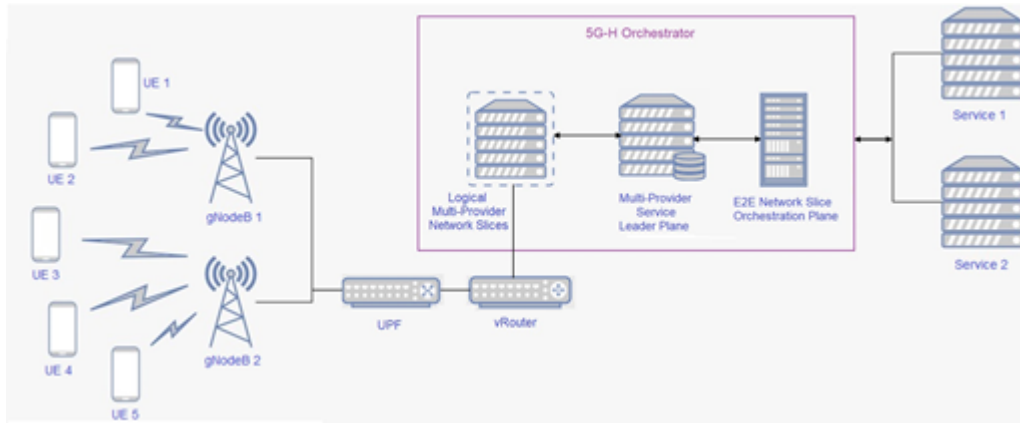 5G-H Orchestrator
UE 1
UE 2
gNodeB 1
UE 3
gNodeB 2
UE 4
UE 5
UPF
vRouter
Logical
Multi-Provider
Network Slices
Multi-Provider
Service
Leader Plane
E2E Network Slice
Orchestration Plane
Service 1
Service 2